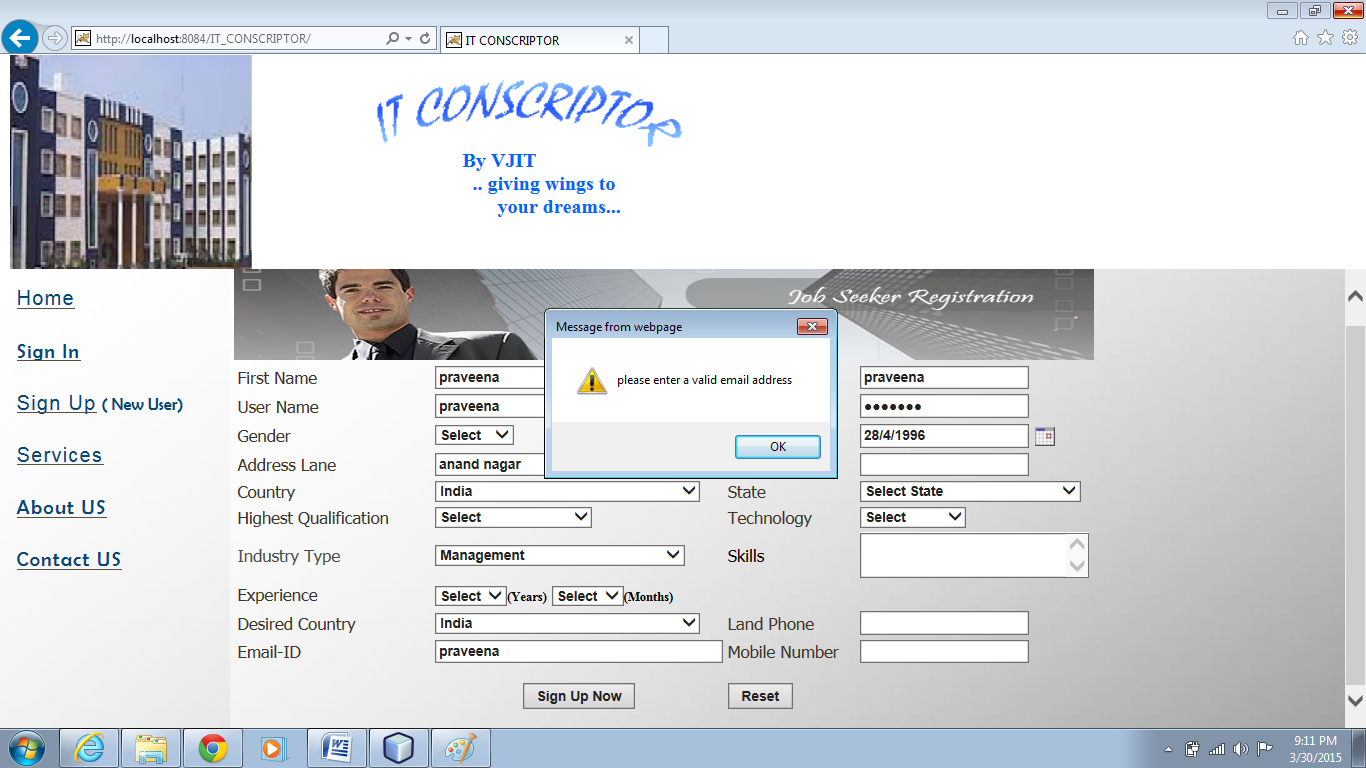 http://localhost:8084/IT_CONSCRIPTOR/
IT CONSCRIPTOR
IT CONSCRIPTOR
By VJIT
.. giving wings to
your dreams...
Home
Sign In
Sign Up ( New User)
Services
About US
Contact US
Job Seeker Registration
Message from webpage
please enter a valid email address
OK
First Name praveena praveena
User Name praveena •••••••
Gender Select 28/4/1996
Address Lane anand nagar
Country India State Select State
Highest Qualification Select Technology Select
Industry Type Management Skills
Experience Select (Years) Select (Months)
Desired Country India Land Phone
Email-ID praveena Mobile Number
Sign Up Now Reset
9:11 PM
3/30/2015